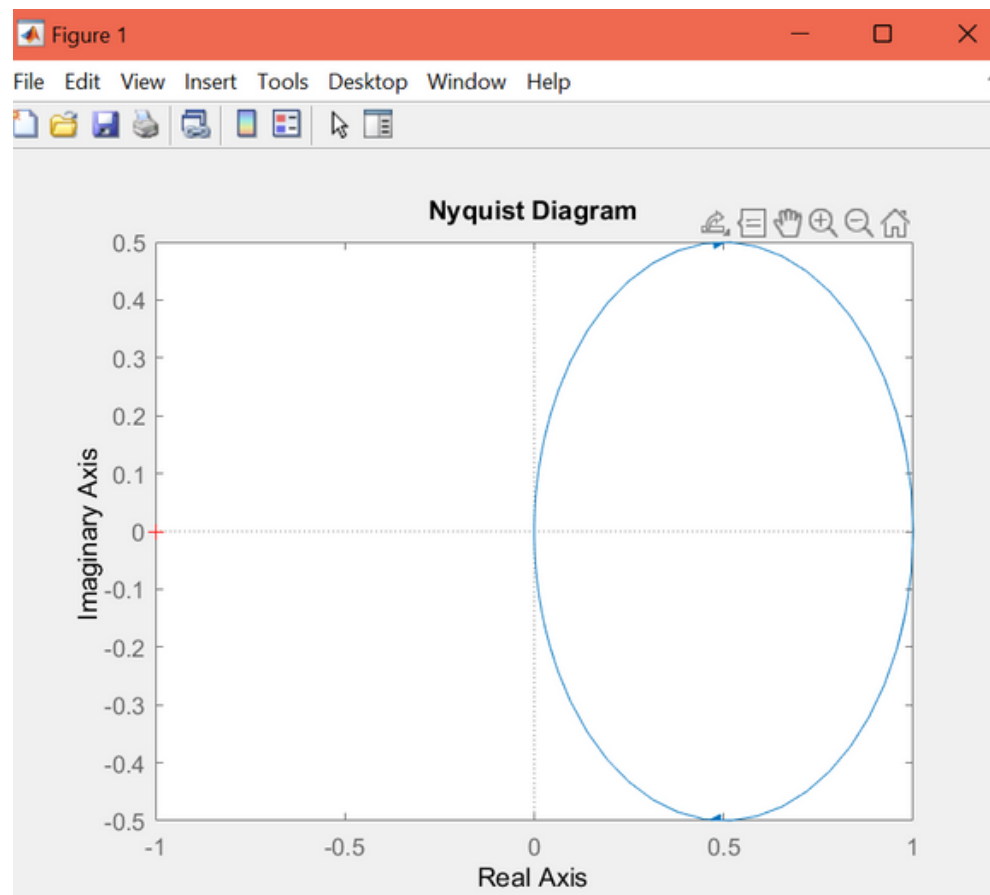 Figure 1
File Edit View Insert Tools Desktop Window Help
Nyquist Diagram
0.5
0.4
0.3
0.2
0.1
0
-0.1
-0.2
-0.3
-0.4
-0.5
Imaginary Axis
-1 -0.5 0 0.5 1
Real Axis